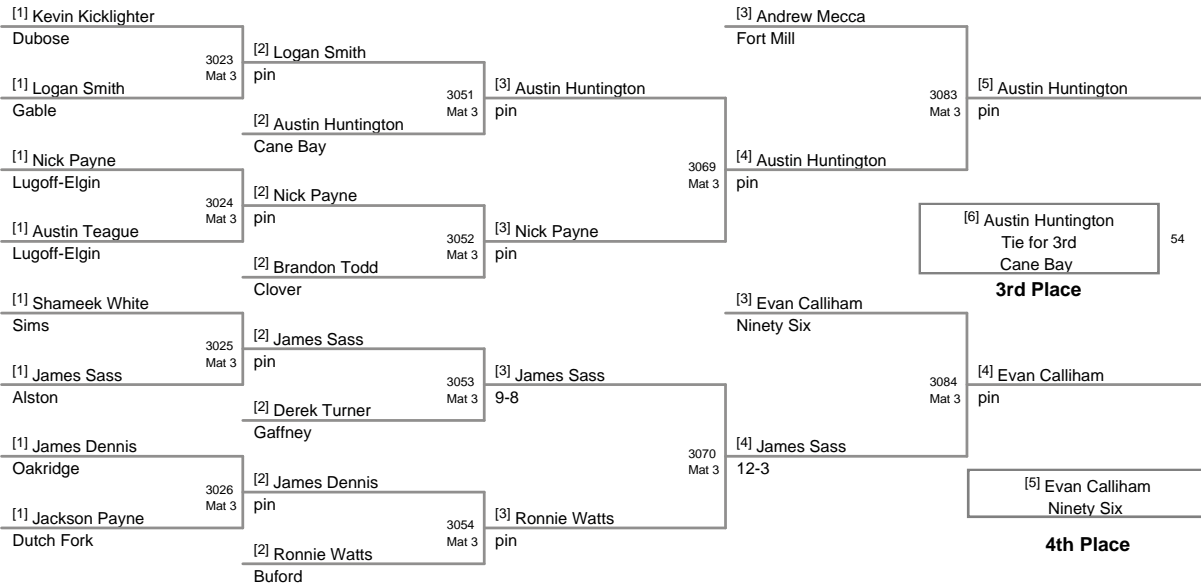 [1] Kevin Kicklighter
Dubose
3023
Mat 3
[1] Logan Smith
Gable
[1] Nick Payne
Lugoff-Elgin
3024
Mat 3
[1] Austin Teague
Lugoff-Elgin
[1] Shameek White
Sims
3025
Mat 3
[1] James Sass
Alston
[1] James Dennis
Oakridge
3026
Mat 3
[1] Jackson Payne
Dutch Fork
[2] Logan Smith
pin
3051
Mat 3
[2] Austin Huntington
Cane Bay
[2] Nick Payne
pin
3052
Mat 3
[2] Brandon Todd
Clover
[2] James Sass
pin
3053
Mat 3
[2] Derek Turner
Gaffney
[2] James Dennis
pin
3054
Mat 3
[2] Ronnie Watts
Buford
[3] Austin Huntington
pin
3069
Mat 3
[3] Nick Payne
pin
[3] James Sass
9-8
3070
Mat 3
[3] Ronnie Watts
pin
[3] Andrew Mecca
Fort Mill
3083
Mat 3
[4] Austin Huntington
pin
[3] Evan Calliham
Ninety Six
3084
Mat 3
[4] James Sass
12-3
[5] Austin Huntington
pin
[6] Austin Huntington
Tie for 3rd
Cane Bay
54
3rd Place
[4] Evan Calliham
pin
[5] Evan Calliham
Ninety Six
4th Place